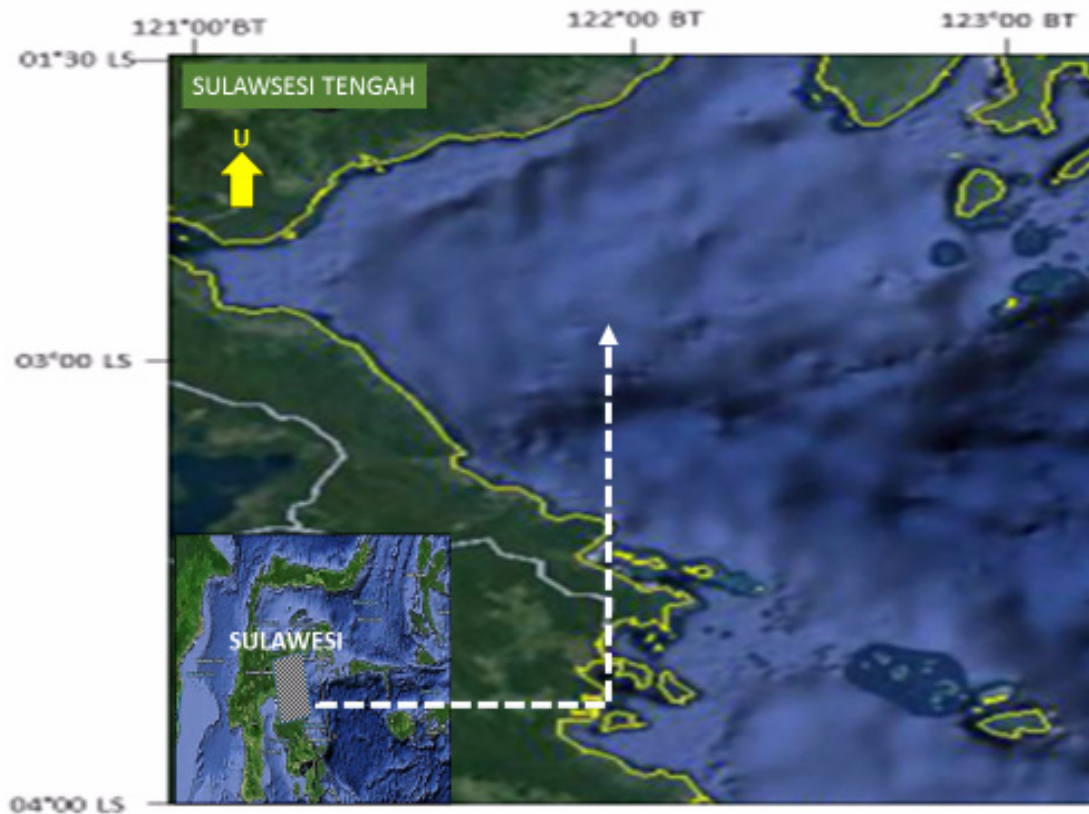 121°00'BT
122°00 BT
123°00 BT
01°30 LS
SULAWSESI TENGAH
U
03°00 LS
SULAWESI
04°00 LS